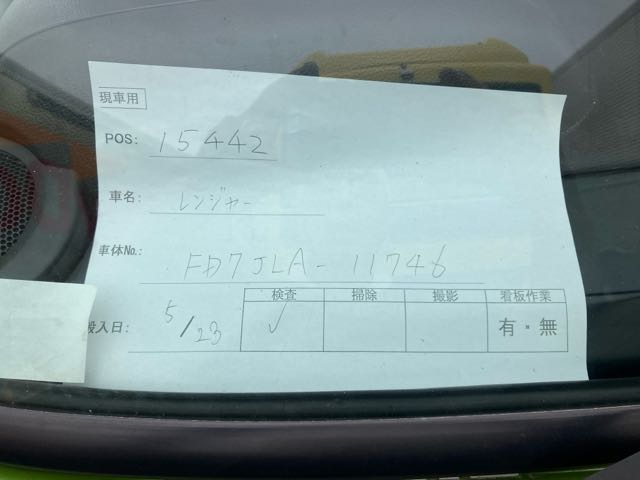 現車用
POS: 15442
車名: レンジャー
車体No.: FD7JLA-11746
搬入日: 5/23
検査 掃除 撮影 看板作業
✓ 有・無